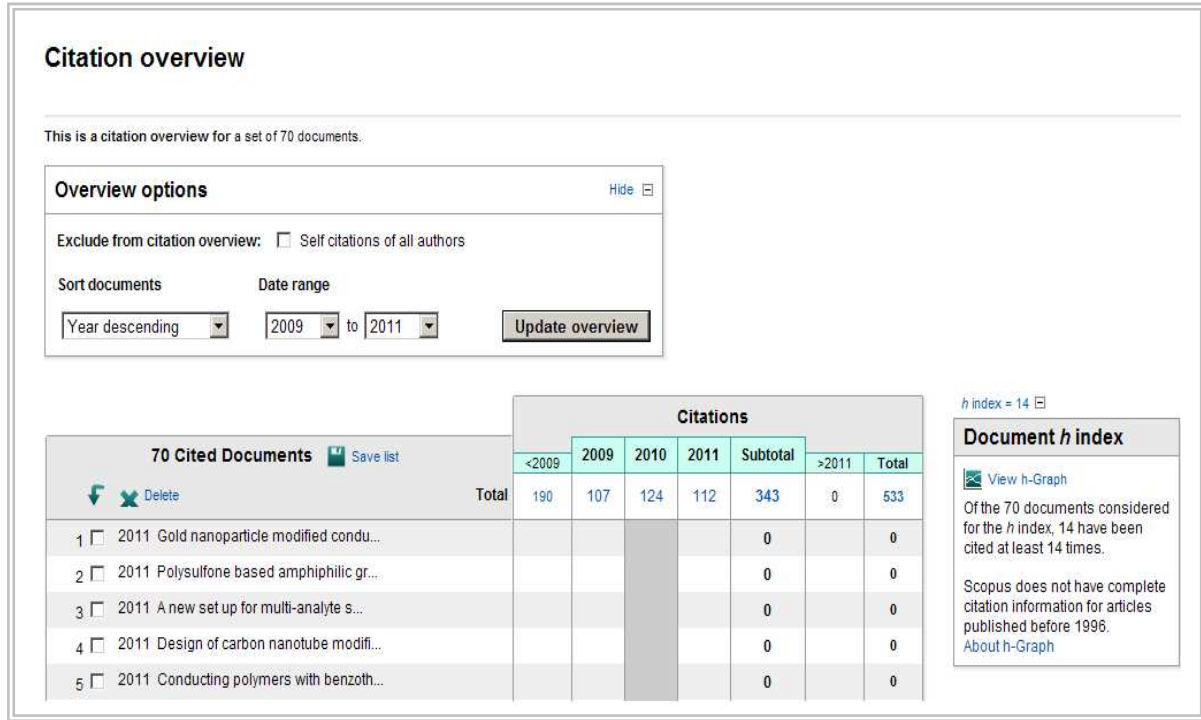 Citation overview
This is a citation overview for a set of 70 documents.
Overview options Hide
Exclude from citation overview: Self citations of all authors
Sort documents Date range
Year descending 2009 to 2011 Update overview
h index = 14
Citations
Document h index
70 Cited Documents Save list <2009 2009 2010 2011 Subtotal >2011 Total
Delete Total 190 107 124 112 343 0 533
View h-Graph
Of the 70 documents considered
for the h index, 14 have been
cited at least 14 times.
Scopus does not have complete
citation information for articles
published before 1996.
About h-Graph
1 2011 Gold nanoparticle modified condu... 0 0
2 2011 Polysulfone based amphiphilic gr... 0 0
3 2011 A new set up for multi-analyte s... 0 0
4 2011 Design of carbon nanotube modifi... 0 0
5 2011 Conducting polymers with benzoth... 0 0